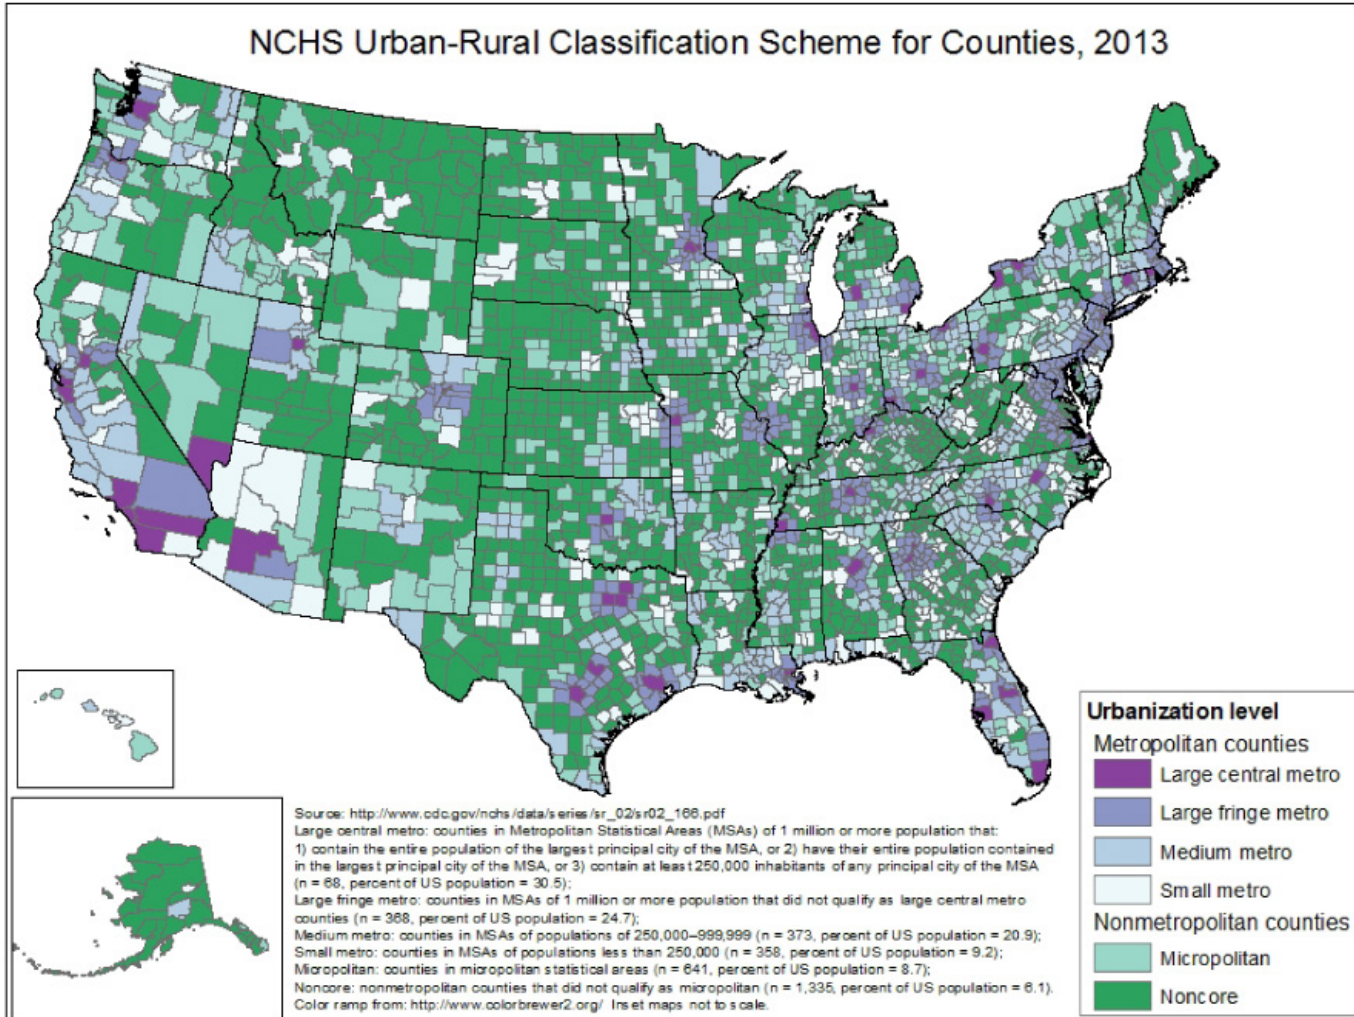 NCHS Urban-Rural Classification Scheme for Counties, 2013
Urbanization level
Metropolitan counties
Large central metro
Large fringe metro
Medium metro
Small metro
Nonmetropolitan counties
Micropolitan
Noncore
Source: http://www.cdc.gov/nchs/data/series/sr_02/sr02_166.pdf
Large central metro: counties in Metropolitan Statistical Areas (MSAs) of 1 million or more population that:
1) contain the entire population of the largest principal city of the MSA, or 2) have their entire population contained
in the largest principal city of the MSA, or 3) contain at least 250,000 inhabitants of any principal city of the MSA
(n = 68, percent of US population = 30.5);
Large fringe metro: counties in MSAs of 1 million or more population that did not qualify as large central metro
counties (n = 368, percent of US population = 24.7);
Medium metro: counties in MSAs of populations of 250,000–999,999 (n = 373, percent of US population = 20.9);
Small metro: counties in MSAs of populations less than 250,000 (n = 358, percent of US population = 9.2);
Micropolitan: counties in micropolitan statistical areas (n = 641, percent of US population = 8.7);
Noncore: nonmetropolitan counties that did not qualify as micropolitan (n = 1,335, percent of US population = 6.1).
Color ramp from: http://www.colorbrewer2.org/ Inset maps not to scale.